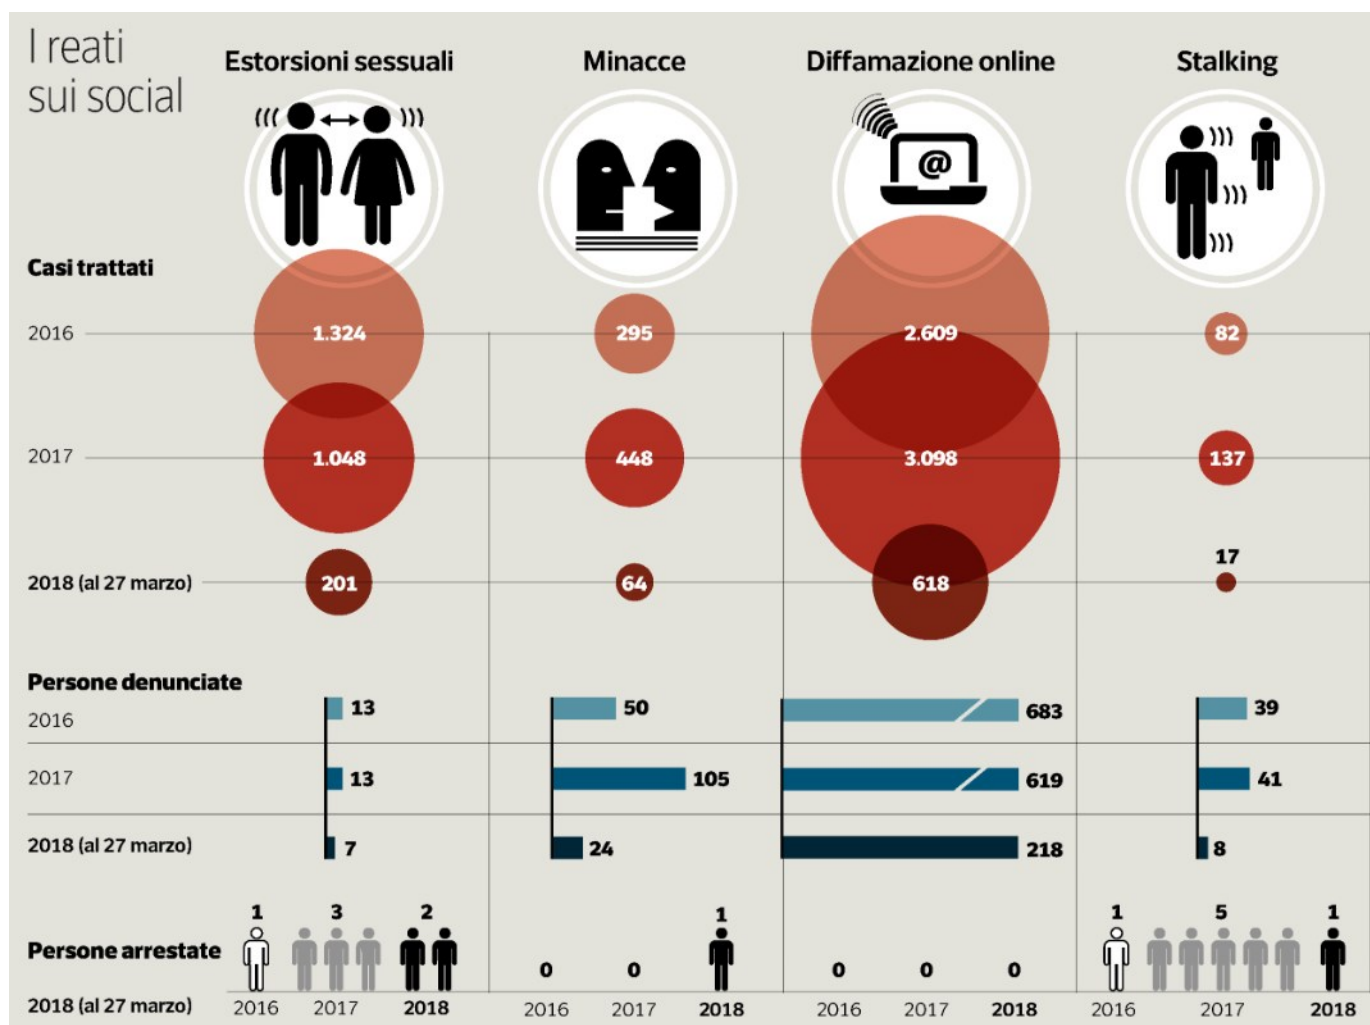 I reati
sui social
Estorsioni sessuali
Minacce
Diffamazione online
Stalking
@
Casi trattati
2016 1.324 295 2.609 82
2017 1.048 448 3.098 137
17
2018 (al 27 marzo) 201 64 618
Persone denunciate
2016 13 50 683 39
2017 13 105 619 41
2018 (al 27 marzo) 7 24 218 8
1 3 2 1 1 5 1
Persone arrestate
0 0 0 0 0
2018 (al 27 marzo) 2016 2017 2018 2016 2017 2018 2016 2017 2018 2016 2017 2018